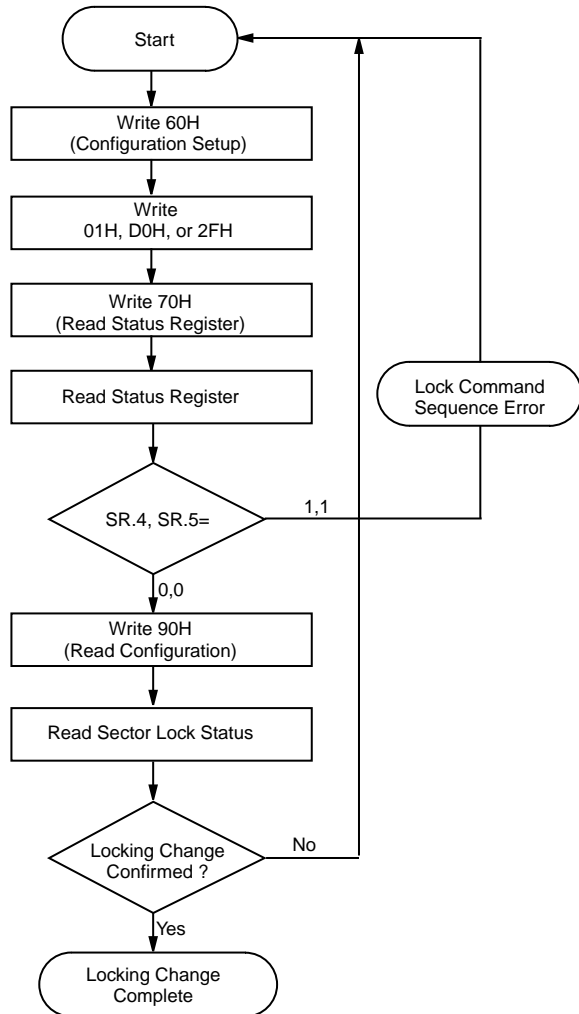 Start
Write 60H
(Configuration Setup)
Write
01H, D0H, or 2FH
Write 70H
(Read Status Register)
Read Status Register
Lock Command
Sequence Error
SR.4, SR.5=
1,1
0,0
Write 90H
(Read Configuration)
Read Sector Lock Status
Locking Change
Confirmed ?
No
Yes
Locking Change
Complete